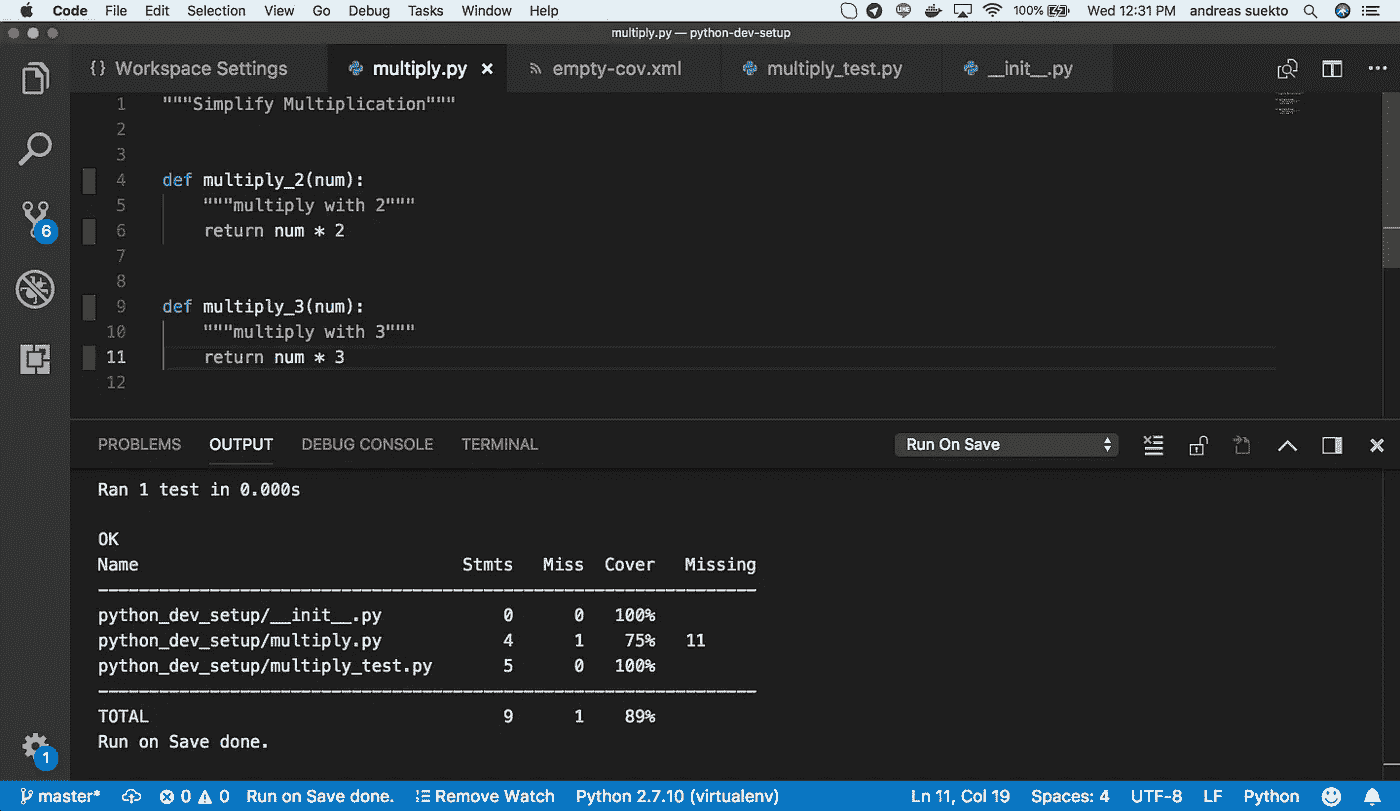 Code File Edit Selection View Go Debug Tasks Window Help 100% Wed 12:31 PM andreas suekto
multiply.py — python-dev-setup
{} Workspace Settings multiply.py × empty-cov.xml multiply_test.py __init__.py
1 """Simplify Multiplication"""
2
3
4 def multiply_2(num):
5 """multiply with 2"""
6 return num * 2
7
8
9 def multiply_3(num):
10 """multiply with 3"""
11 return num * 3
12
6
PROBLEMS OUTPUT DEBUG CONSOLE TERMINAL Run On Save
Ran 1 test in 0.000s
OK
Name Stmts Miss Cover Missing
python_dev_setup/__init__.py 0 0 100%
python_dev_setup/multiply.py 4 1 75% 11
python_dev_setup/multiply_test.py 5 0 100%
TOTAL 9 1 89%
Run on Save done.
1
master* 0 0 Run on Save done. Remove Watch Python 2.7.10 (virtualenv) Ln 11, Col 19 Spaces: 4 UTF-8 LF Python